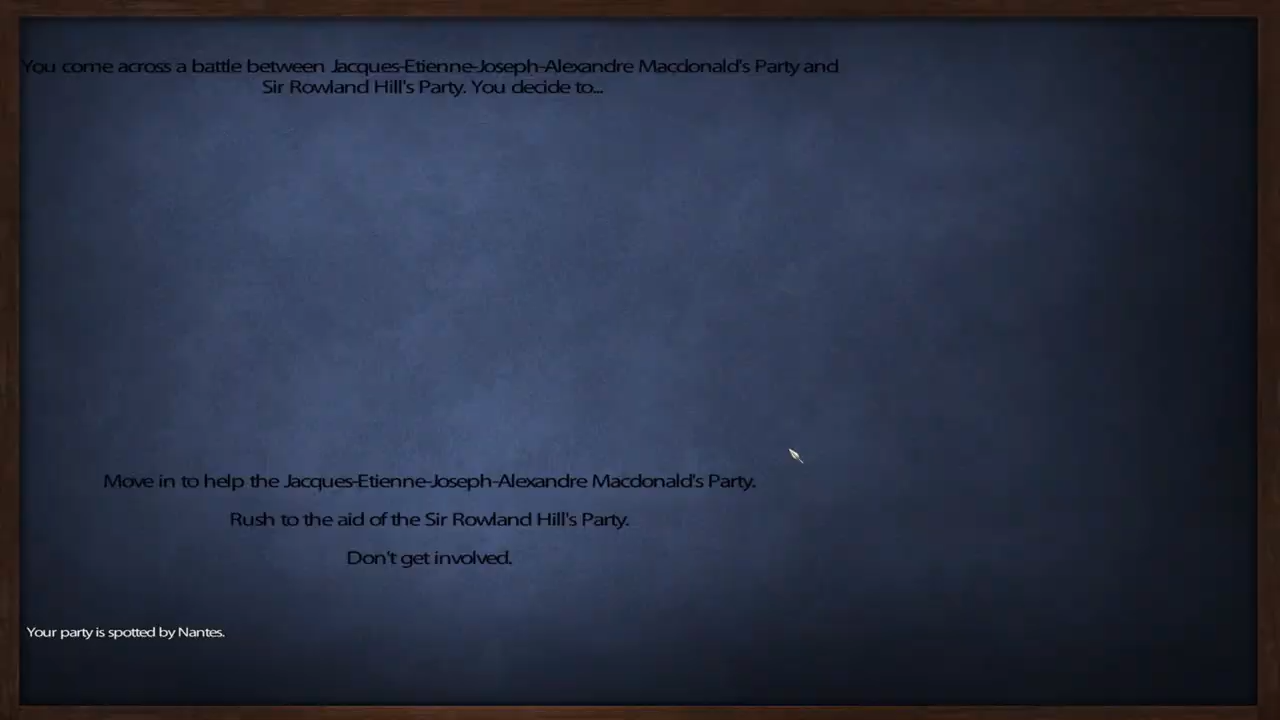 You come across a battle between Jacques-Etienne-Joseph-Alexandre Macdonald's Party and
Sir Rowland Hill's Party. You decide to...
Move in to help the Jacques-Etienne-Joseph-Alexandre Macdonald's Party.
Rush to the aid of the Sir Rowland Hill's Party.
Don't get involved.
Your party is spotted by Nantes.